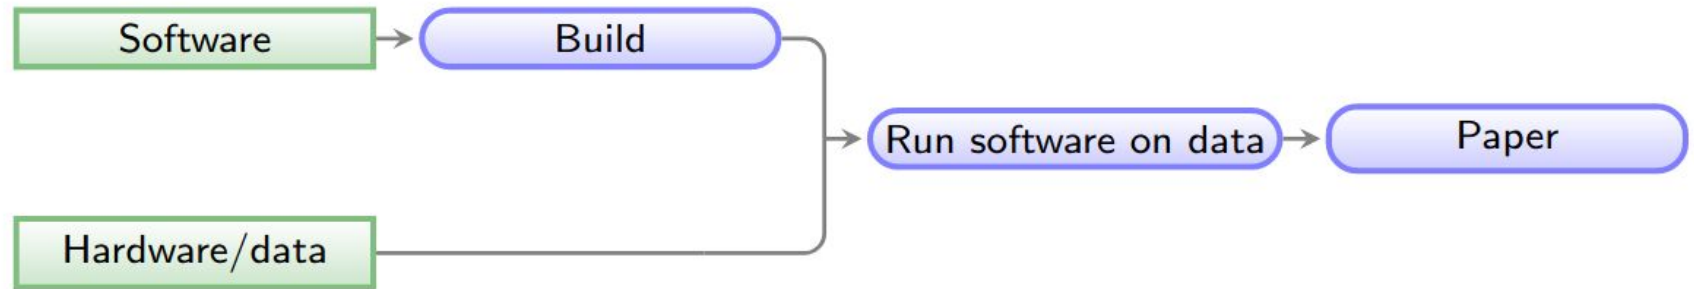 Software
Build
Run software on data
Paper
Hardware/data